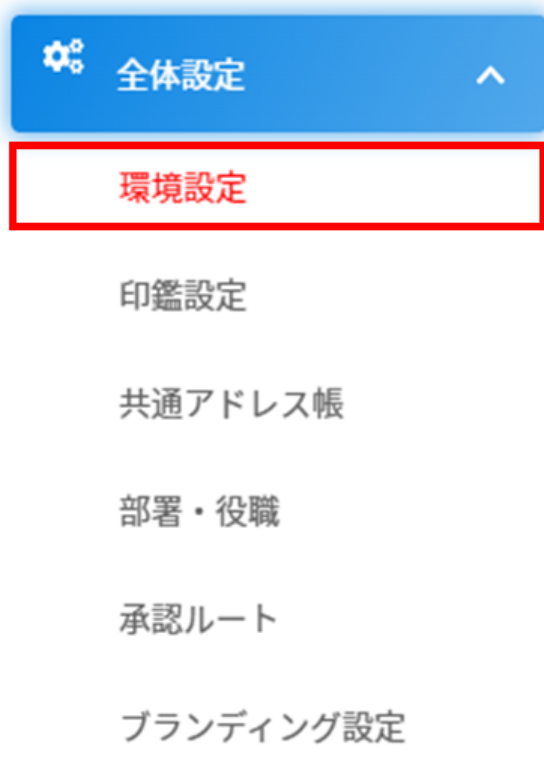 全体設定
環境設定
印鑑設定
共通アドレス帳
部署・役職
承認ルート
ブランディング設定